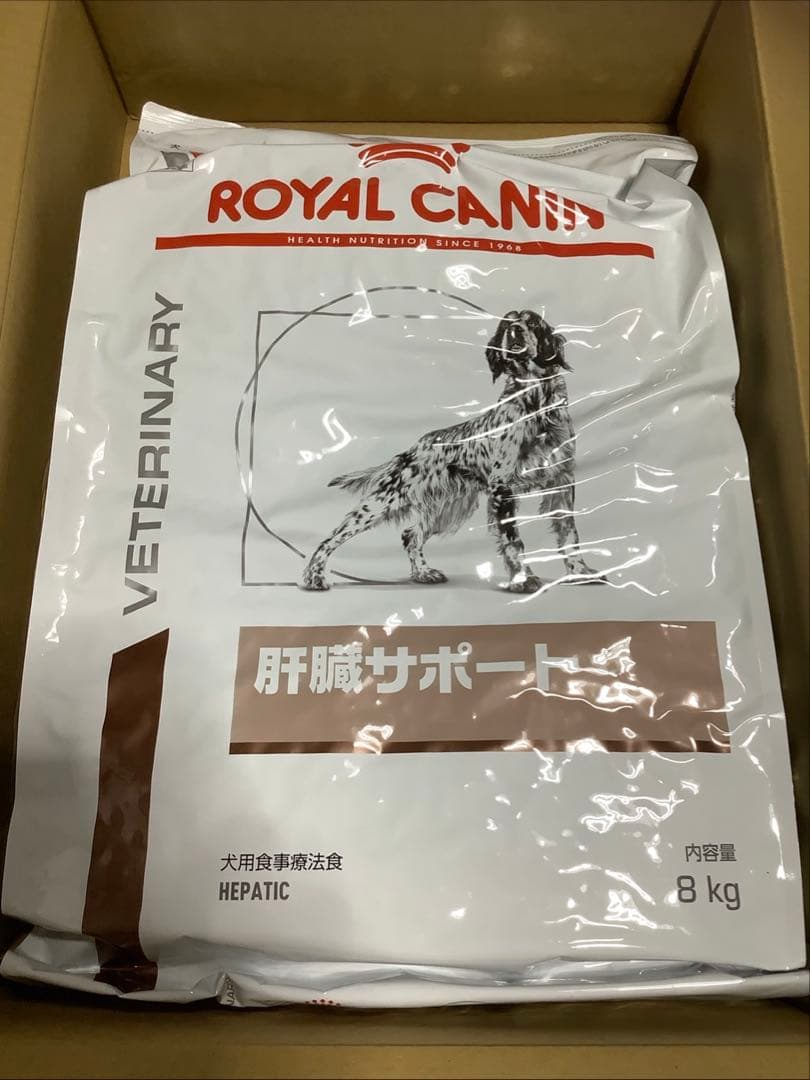 ROYAL CANIN
HEALTH NUTRITION SINCE 1968
VETERINARY
肝臓サポート
犬用食事療法食
HEPATIC
内容量
8 kg